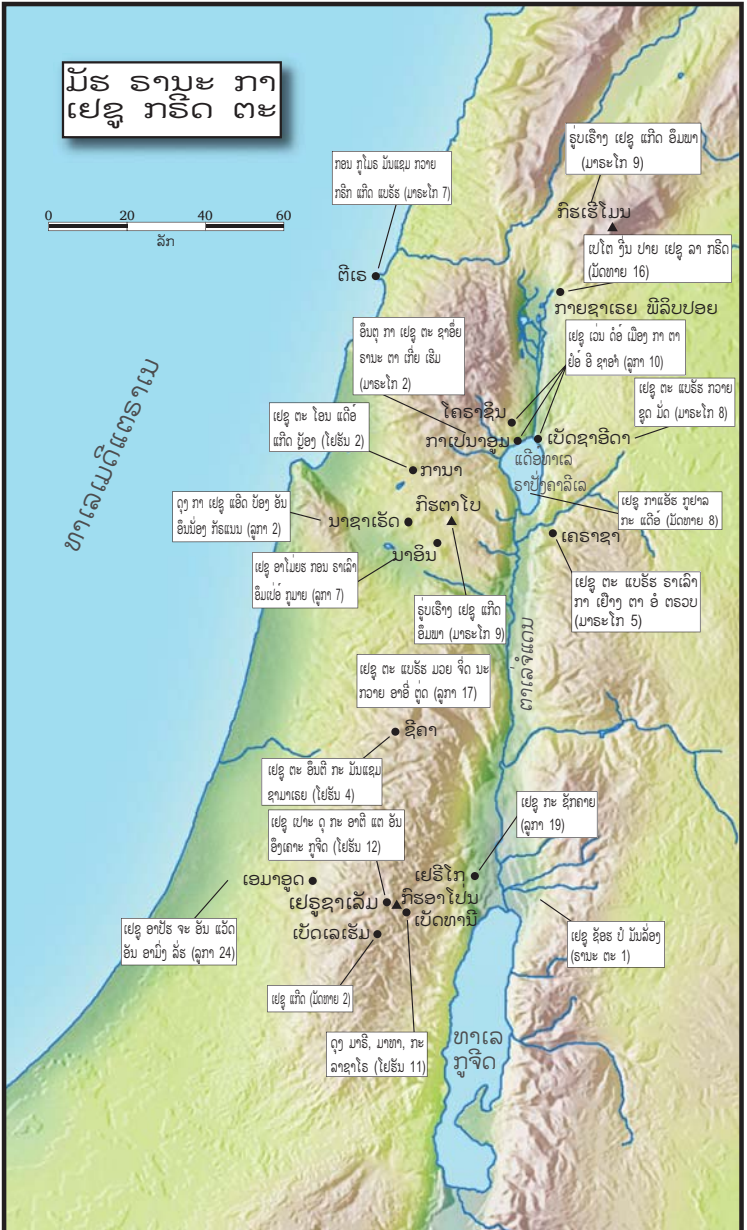 ມັຮ ຣານະ ກາ
ເຢຊູ ກຣີດ ຕະ
ຣູ່ບເຣືາງ ເຢຊູ ແກີດ ອຶມພາ
(ມາຣະໂກ 9)
ກອນ ກູໂມຣ ມັນແຊມ ກວາຍ
ກຣີກ ແກີດ ແບຣັຮ (ມາຣະໂກ 7)
0 20 40 60
ລັກ
ກົຮເຮີໂມນ
ເປໂຕ ງື່ນ ປາຍ ເຢຊູ ລາ ກຣີດ
(ມັດທາຍ 16)
ຕີເຣ
ກາຍຊາເຣຍ ພີລິບປອຍ
ອຶນຕຸ ກາ ເຢຊູ ຕະ ຊາອຶ່ຍ
ຣານະ ຕາ ເກີ່ຍ ເຮີມ
(ມາຣະໂກ 2)
ເຢຊູ ເວ່ນ ດໍອ໌ ເມືອງ ກາ ຕາ
ຢໍອ໌ ອີ ຊາອຳ (ລູກາ 10)
ເຢຊູ ຕະ ແບຣັຮ ກວາຍ
ຊູດ ມັດ (ມາຣະໂກ 8)
ທາເລເມດີແຕຣາເນ
ໂຄຣາຊິນ
ເຢຊູ ຕະ ໂອນ ແດີອ໌
ແກີດ ບຼັອງ (ໂຢຮັນ 2)
ກາເປນາອູມ
ເບັດຊາອີດາ
ແດີອທາເລ
ຣາປັ່ງຄາລີເລ
ການາ
ດຸງ ກາ ເຢຊູ ແອິດ ບ້ອງ ອັນ
ອຶນນ່ອງ ກັຣແນນ (ລູກາ 2)
ເຢຊູ ກາແອັຮ ກູຢາລ
ກະ ແດີອ໌ (ມັດທາຍ 8)
ນາຊາເຣັດ
ກົຮຕາໂບ
ເຄຣາຊາ
ນາອິນ
ເຢຊູ ອາໂມ່ຍຮ ກອນ ຣາເລົາ
ອຶມເປ່ອ໌ ກູມາຍ (ລູກາ 7)
ເຢຊູ ຕະ ແບຣັຮ ຣາເລົາ
ກາ ເຢືາງ ຕາ ອໍ ຕຣວບ
(ມາຣະໂກ 5)
ຣູ່ບເຣືາງ ເຢຊູ ແກີດ
ອຶມພາ (ມາຣະໂກ 9)
ຕາເລ່ຈໍແດນ
ເຢຊູ ຕະ ແບຣັຮ ມວຍ ຈິ່ດ ນະ
ກວາຍ ອາອີ່ ຕູ່ດ (ລູກາ 17)
ຊີຄາ
ເຢຊູ ຕະ ອຶນຕີ ກະ ມັນແຊມ
ຊາມາເຣຍ (ໂຢຮັນ 4)
ເຢຊູ ກະ ຊັກຄາຍ
(ລູກາ 19)
ເຢຊູ ເປາະ ດຸ ກະ ອາຕີ ແຕ ອັນ
ອຶງເຄາະ ກູຈີດ (ໂຢຮັນ 12)
ເຢຣິໂກ
ເອມາອູດ
ເຢຣູຊາເລັມ
ກົຮອາໂປ່ນ
ເບັດທານີ
ເຢຊູ ອາປັຮ ຈະ ອັນ ແວັດ
ອັນ ອາມົ່ງ ລັ່ຮ (ລູກາ 24)
ເບັດເລເຮັມ
ເຢຊູ ຊ້ອຮ ປໍ ມັນລ່ອງ
(ຣານະ ຕະ 1)
ເຢຊູ ແກີດ (ມັດທາຍ 2)
ດຸງ ມາຣີ, ມາທາ, ກະ
ລາຊາໂຣ (ໂຢຮັນ 11)
ທາເລ
ກູຈີດ